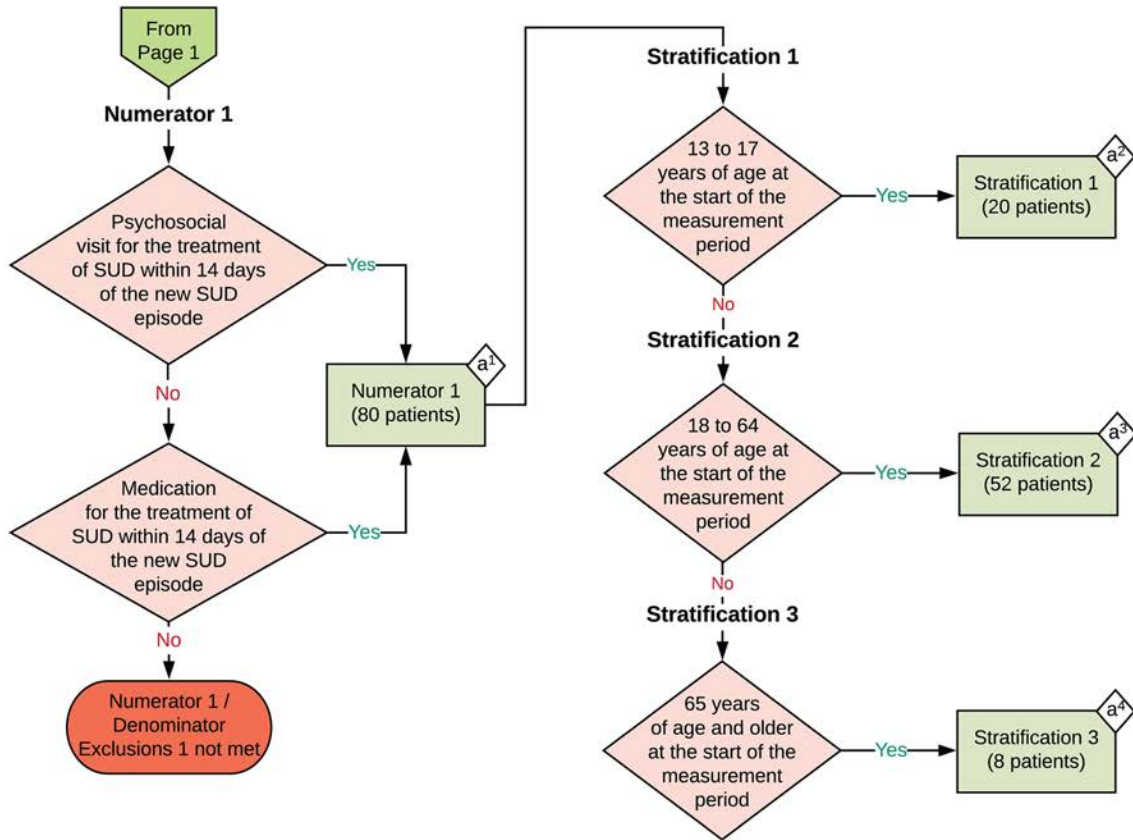 From
Page 1
Numerator 1
Psychosocial
visit for the treatment
of SUD within 14 days
of the new SUD
episode
Yes
No
Medication
for the treatment of
SUD within 14 days of
the new SUD
episode
Yes
No
Numerator 1 /
Denominator
Exclusions 1 not met
a¹
Numerator 1
(80 patients)
Stratification 1
13 to 17
years of age at
the start of the
measurement
period
Yes
a²
Stratification 1
(20 patients)
No
Stratification 2
18 to 64
years of age at
the start of the
measurement
period
Yes
a³
Stratification 2
(52 patients)
No
Stratification 3
65 years
of age and older
at the start of the
measurement
period
Yes
a⁴
Stratification 3
(8 patients)